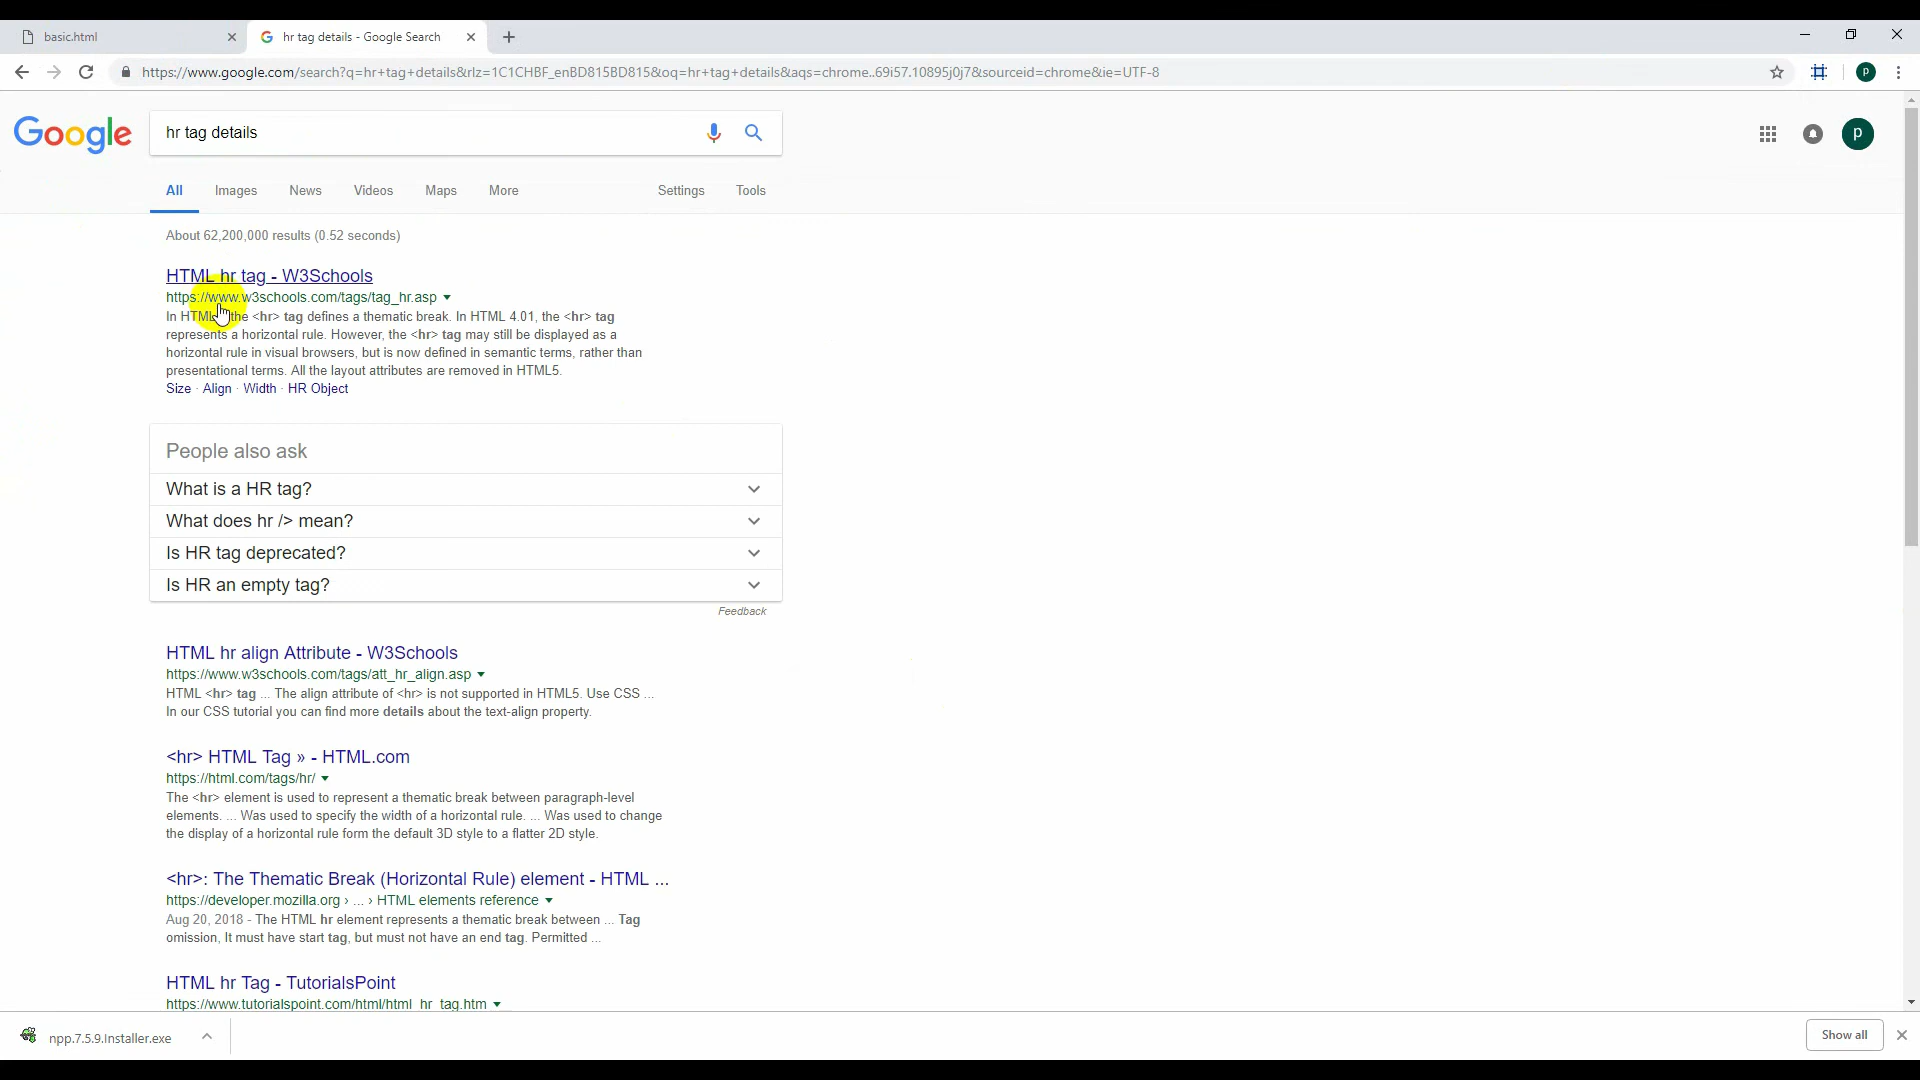 basic.html
hr tag details - Google Search
https://www.google.com/search?q=hr+tag+details&rlz=1C1CHBF_enBD815BD815&oq=hr+tag+details&aqs=chrome..69i57.10895j0j7&sourceid=chrome&ie=UTF-8
P
Google
hr tag details
P
All Images News Videos Maps More Settings Tools
About 62,200,000 results (0.52 seconds)
HTML hr tag - W3Schools
https://www.w3schools.com/tags/tag_hr.asp
In HTML, the <hr> tag defines a thematic break. In HTML 4.01, the <hr> tag
represents a horizontal rule. However, the <hr> tag may still be displayed as a
horizontal rule in visual browsers, but is now defined in semantic terms, rather than
presentational terms. All the layout attributes are removed in HTML5.
Size · Align · Width · HR Object
People also ask
What is a HR tag?
What does hr /> mean?
Is HR tag deprecated?
Is HR an empty tag?
Feedback
HTML hr align Attribute - W3Schools
https://www.w3schools.com/tags/att_hr_align.asp
HTML <hr> tag ... The align attribute of <hr> is not supported in HTML5. Use CSS ...
In our CSS tutorial you can find more details about the text-align property.
<hr> HTML Tag » - HTML.com
https://html.com/tags/hr/
The <hr> element is used to represent a thematic break between paragraph-level
elements. ... Was used to specify the width of a horizontal rule. ... Was used to change
the display of a horizontal rule form the default 3D style to a flatter 2D style.
<hr>: The Thematic Break (Horizontal Rule) element - HTML ...
https://developer.mozilla.org › ... › HTML elements reference
Aug 20, 2018 - The HTML hr element represents a thematic break between ... Tag
omission, It must have start tag, but must not have an end tag. Permitted ...
HTML hr Tag - TutorialsPoint
https://www.tutorialspoint.com/html/html_hr_tag.htm
npp.7.5.9.Installer.exe
Show all